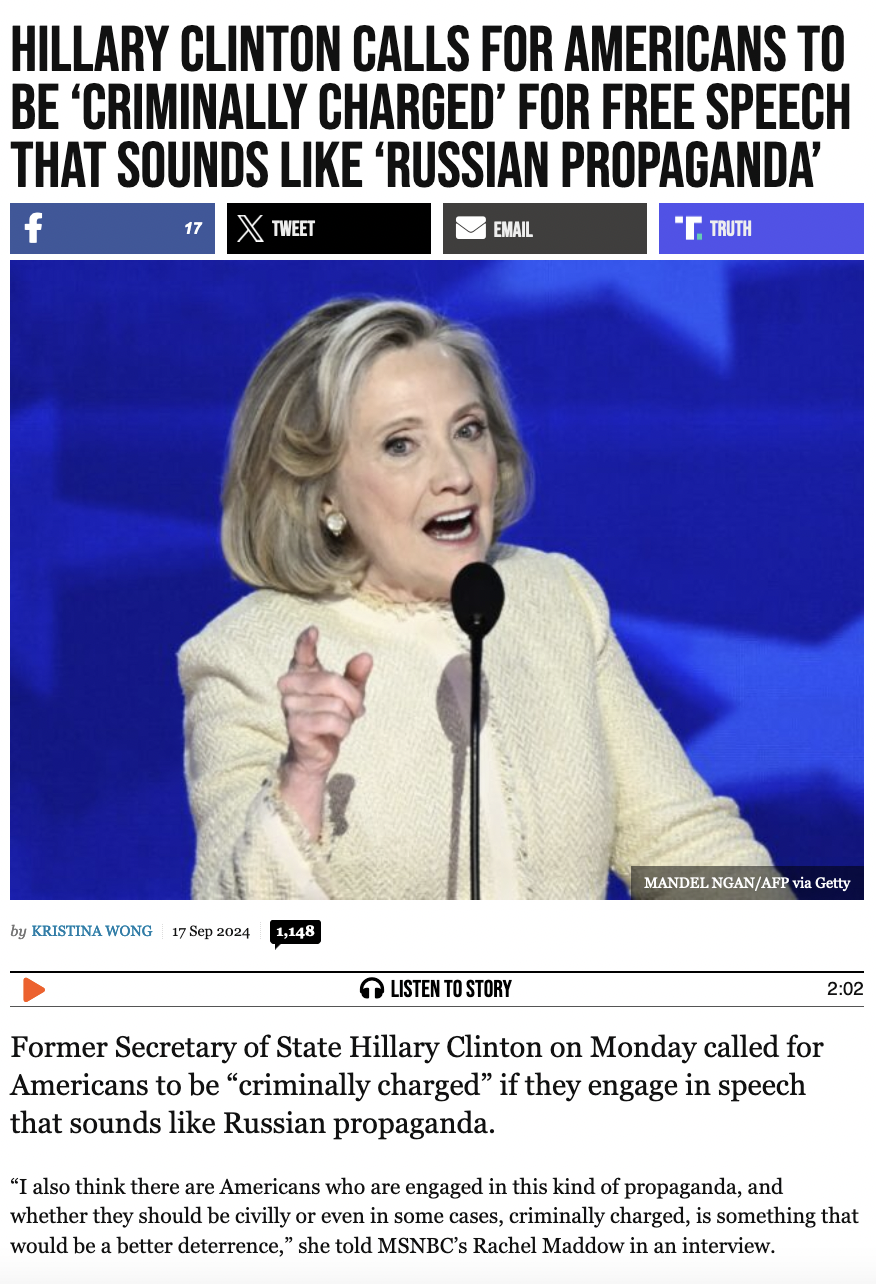 HILLARY CLINTON CALLS FOR AMERICANS TO
BE ‘CRIMINALLY CHARGED’ FOR FREE SPEECH
THAT SOUNDS LIKE ‘RUSSIAN PROPAGANDA’
f 17 X TWEET EMAIL T. TRUTH
MANDEL NGAN/AFP via Getty
by KRISTINA WONG 17 Sep 2024 1,148
LISTEN TO STORY 2:02
Former Secretary of State Hillary Clinton on Monday called for
Americans to be “criminally charged” if they engage in speech
that sounds like Russian propaganda.
“I also think there are Americans who are engaged in this kind of propaganda, and
whether they should be civilly or even in some cases, criminally charged, is something that
would be a better deterrence,” she told MSNBC’s Rachel Maddow in an interview.